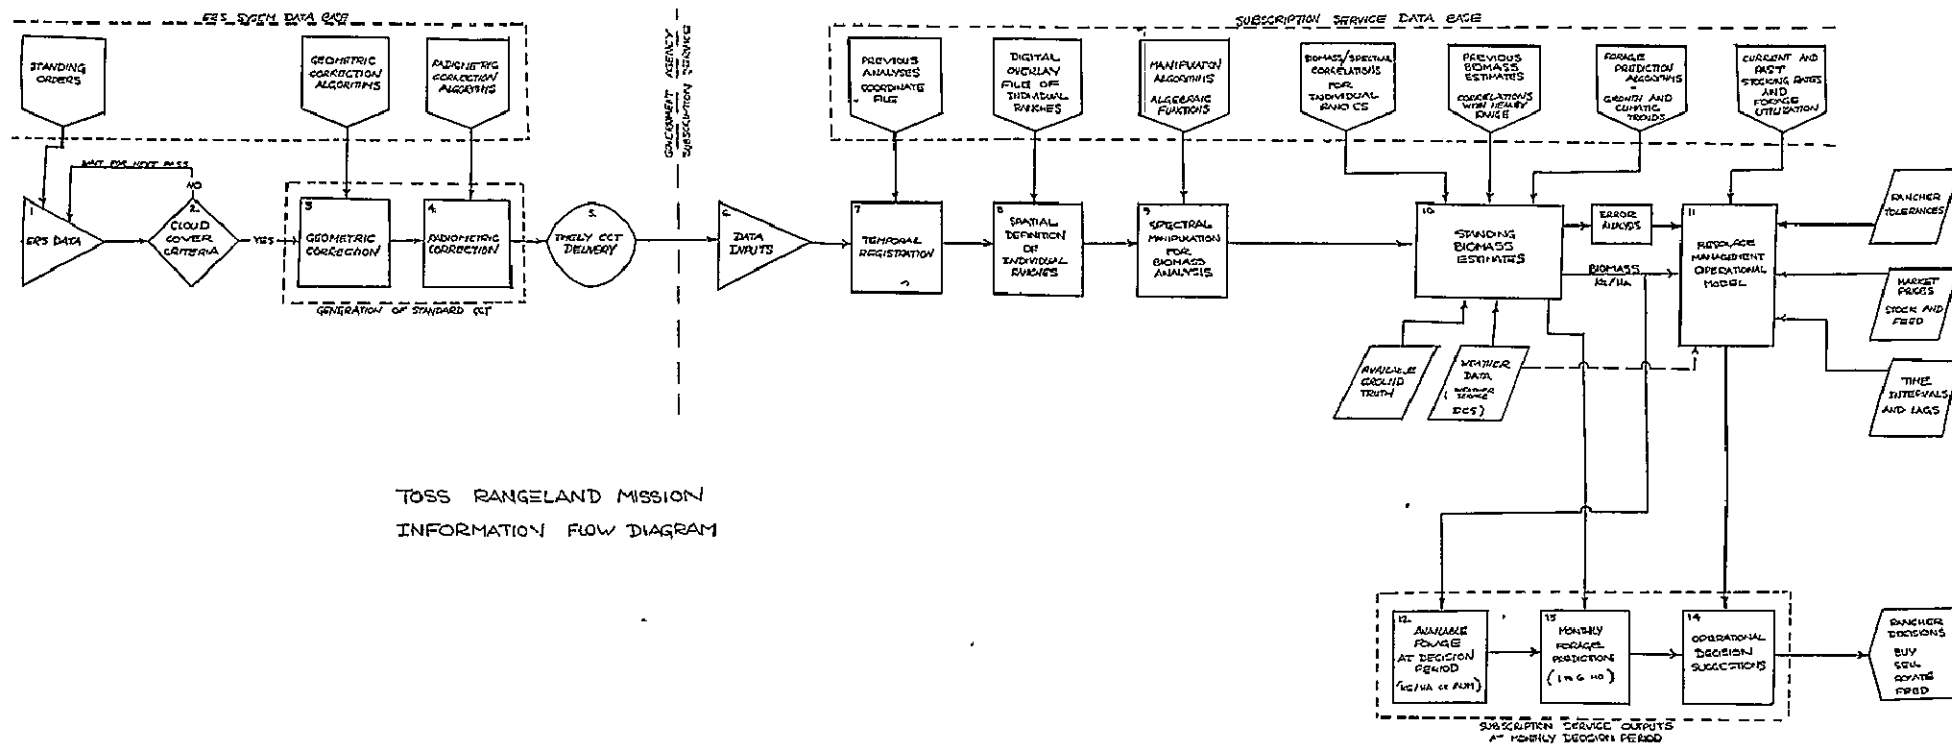 ERS SYSTEM DATA BASE
STANDING
ORDERS
GEOMETRIC
CORRECTION
ALGORITHMS
RADIOMETRIC
CORRECTION
ALGORITHMS
GOVERNMENT AGENCY
SUBSCRIPTION SERVICE
SUBSCRIPTION SERVICE DATA BASE
PREVIOUS
ANALYSES
COORDINATE
FILE
DIGITAL
OVERLAY
FILE OF
INDIVIDUAL
RANCHES
MANIPULATION
ALGORITHMS
ALGEBRAIC
FUNCTIONS
BIOMASS/SPECTRAL
CORRELATIONS
FOR
INDIVIDUAL
PREVIOUS
BIOMASS
ESTIMATES
CORRELATIONS
WITH NEARBY
RANGE
FORAGE
PREDICTION
ALGORITHMS
-
GROWTH AND
CLIMATIC
TRENDS
CURRENT AND
PAST
STOCKING RATES
AND
FORAGE
UTILIZATION
WAIT FOR NEXT PASS
NO
1.
ERS DATA
2.
CLOUD
COVER
CRITERIA
YES
3
GEOMETRIC
CORRECTION
4.
RADIOMETRIC
CORRECTION
GENERATION OF STANDARD CCT
5.
TIMELY CCT
DELIVERY
6.
DATA
INPUTS
7
TEMPORAL
REGISTRATION
8
SPATIAL
DEFINITION
OF
INDIVIDUAL
RANCHES
9
SPECTRAL
MANIPULATION
FOR
BIOMASS
ANALYSIS
10
STANDING
BIOMASS
ESTIMATES
ERROR
ANALYSIS
BIOMASS
KG/HA
11
RESOURCE
MANAGEMENT
OPERATIONAL
MODEL
RANCHER
TOLERANCES
MARKET
PRICES
STOCK AND
FEED
TIME
INTERVALS
AND LAGS
AVAILABLE
GROUND
TRUTH
WEATHER
DATA
( WEATHER
SERVICE
DCS )
TOSS RANGELAND MISSION
INFORMATION FLOW DIAGRAM
12.
AVAILABLE
FORAGE
AT DECISION
PERIOD
(KG/HA OR AUM)
13
MONTHLY
FORAGE
PREDICTION
(1 TO 6 MO)
14
OPERATIONAL
DECISION
SUGGESTIONS
RANCHER
DECISIONS
BUY
SELL
ROTATE
FEED
SUBSCRIPTION SERVICE OUTPUTS
AT MONTHLY DECISION PERIOD